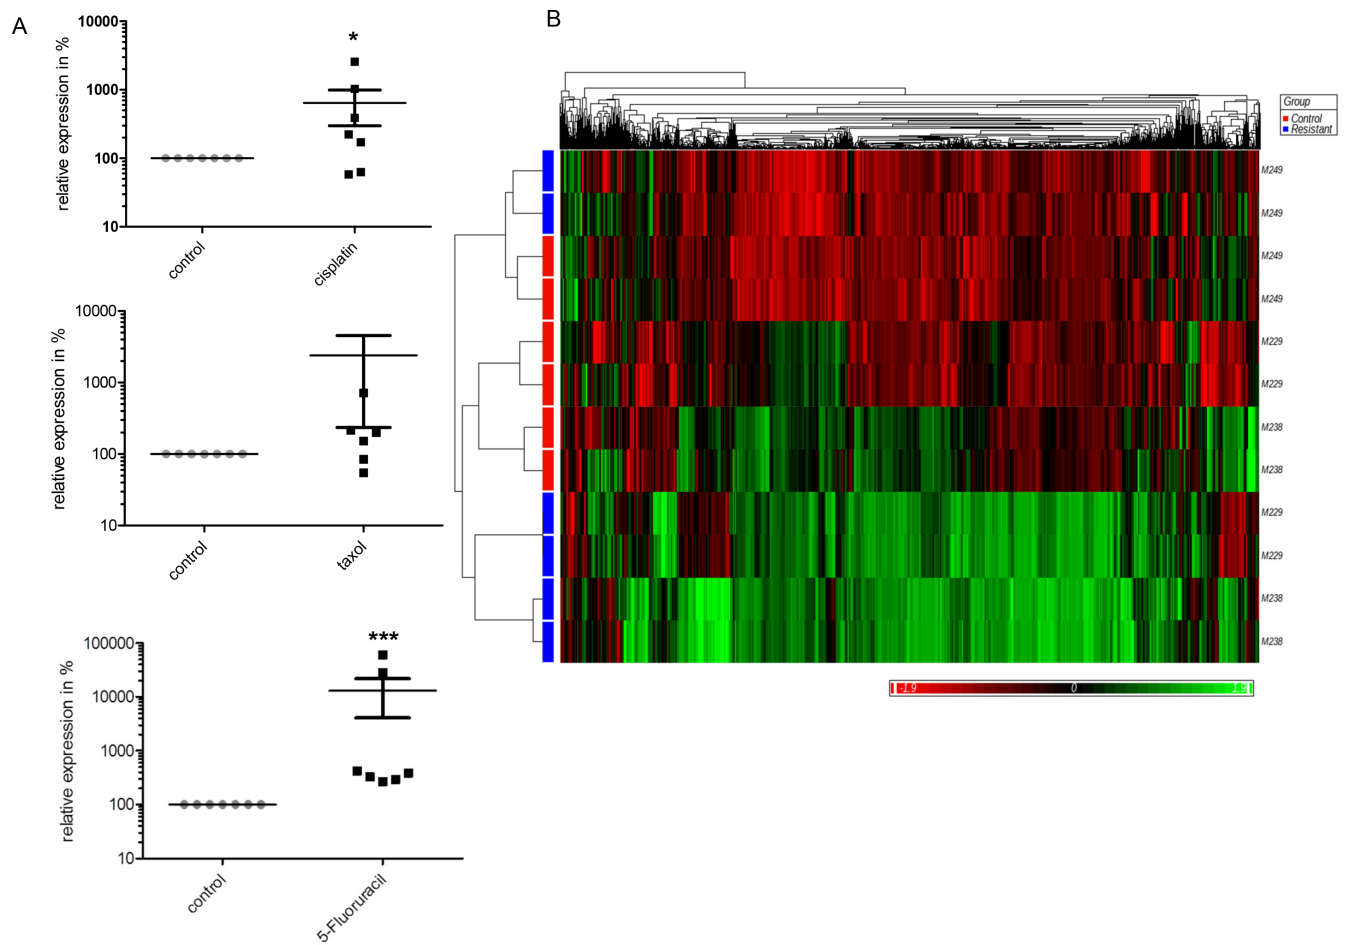 A
B
10000
1000
100
10
relative expression in %
*
control
cisplatin
10000
1000
100
10
relative expression in %
control
taxol
100000
10000
1000
100
10
relative expression in %
***
control
5-Fluoruracil
Group
Control
Resistant
M249
M249
M249
M249
M229
M229
M238
M238
M229
M229
M238
M238
-1.9 0 1.9